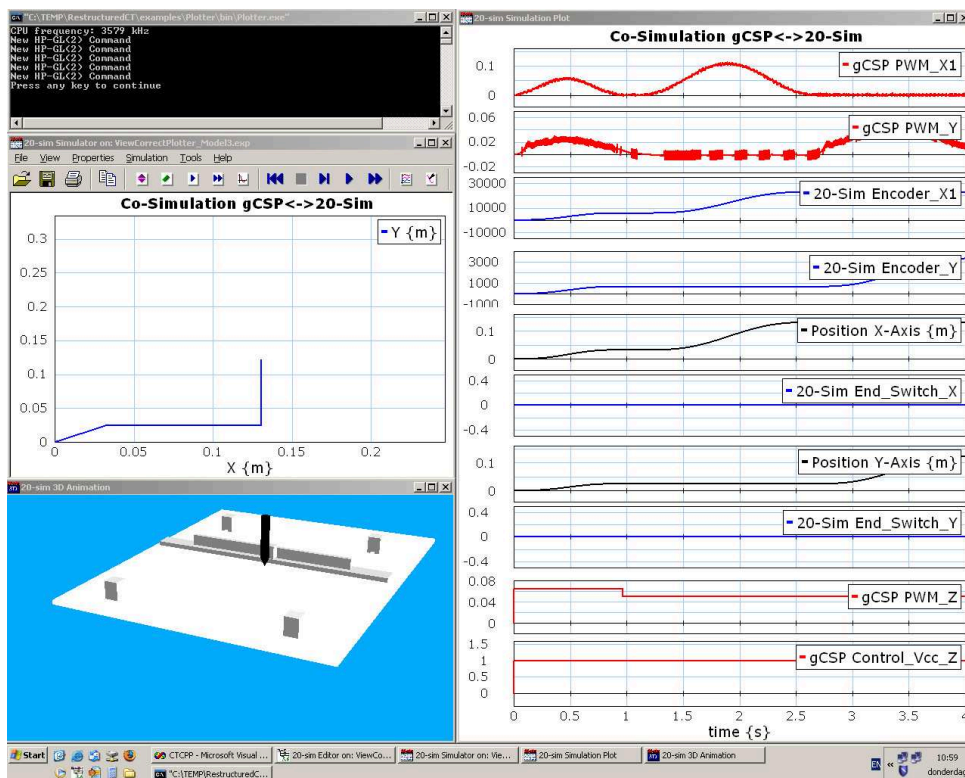 "C:\TEMP\RestructuredCT\examples\Plotter\bin\Plotter.exe"
CPU frequency: 3579 kHz
New HP-GL(2) Command
New HP-GL(2) Command
New HP-GL(2) Command
New HP-GL(2) Command
New HP-GL(2) Command
Press any key to continue
20-sim Simulator on: ViewCorrectPlotter_Model3.exp
File View Properties Simulation Tools Help
Co-Simulation gCSP<->20-Sim
Y {m}
0.3
0.25
0.2
0.15
0.1
0.05
0
0 0.05 0.1 0.15 0.2
X {m}
20-sim 3D Animation
20-sim Simulation Plot
Co-Simulation gCSP<->20-Sim
gCSP PWM_X1
0.1
0
gCSP PWM_Y
0.06
0.02
-0.02
20-Sim Encoder_X1
30000
10000
-10000
20-Sim Encoder_Y
3000
1000
-1000
Position X-Axis {m}
0.1
0
20-Sim End_Switch_X
0.4
0
-0.4
Position Y-Axis {m}
0.1
0
20-Sim End_Switch_Y
0.4
0
-0.4
gCSP PWM_Z
0.08
0.04
0
gCSP Control_Vcc_Z
1.5
1
0.5
0
0 0.5 1 1.5 2 2.5 3 3.5 4
time {s}
Start
CTCPP - Microsoft Visual ...
20-sim Editor on: ViewCo...
20-sim Simulator on: Vie...
20-sim Simulation Plot
20-sim 3D Animation
EN
10:59
"C:\TEMP\RestructuredC...
donderdag